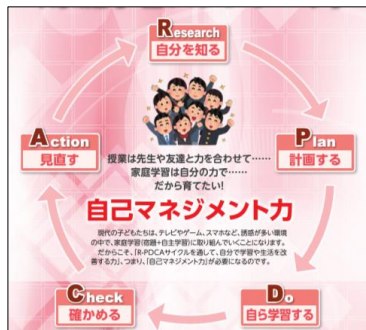 Research
自分を知る
Action
見直す
Plan
計画する
授業は先生や友達と力を合わせて……
家庭学習は自分の力で……
だから育てたい!
自己マネジメント力
現代の子どもたちは、テレビやゲーム、スマホなど、誘惑が多い環境
の中で、家庭学習(宿題+自主学習)に取り組んでいくことになります。
だからこそ、「R-PDCAサイクルを通して、自分で学習や生活を改
善する力」、つまり、「自己マネジメント力」が必要になるのです。
Check
確かめる
Do
自ら学習する